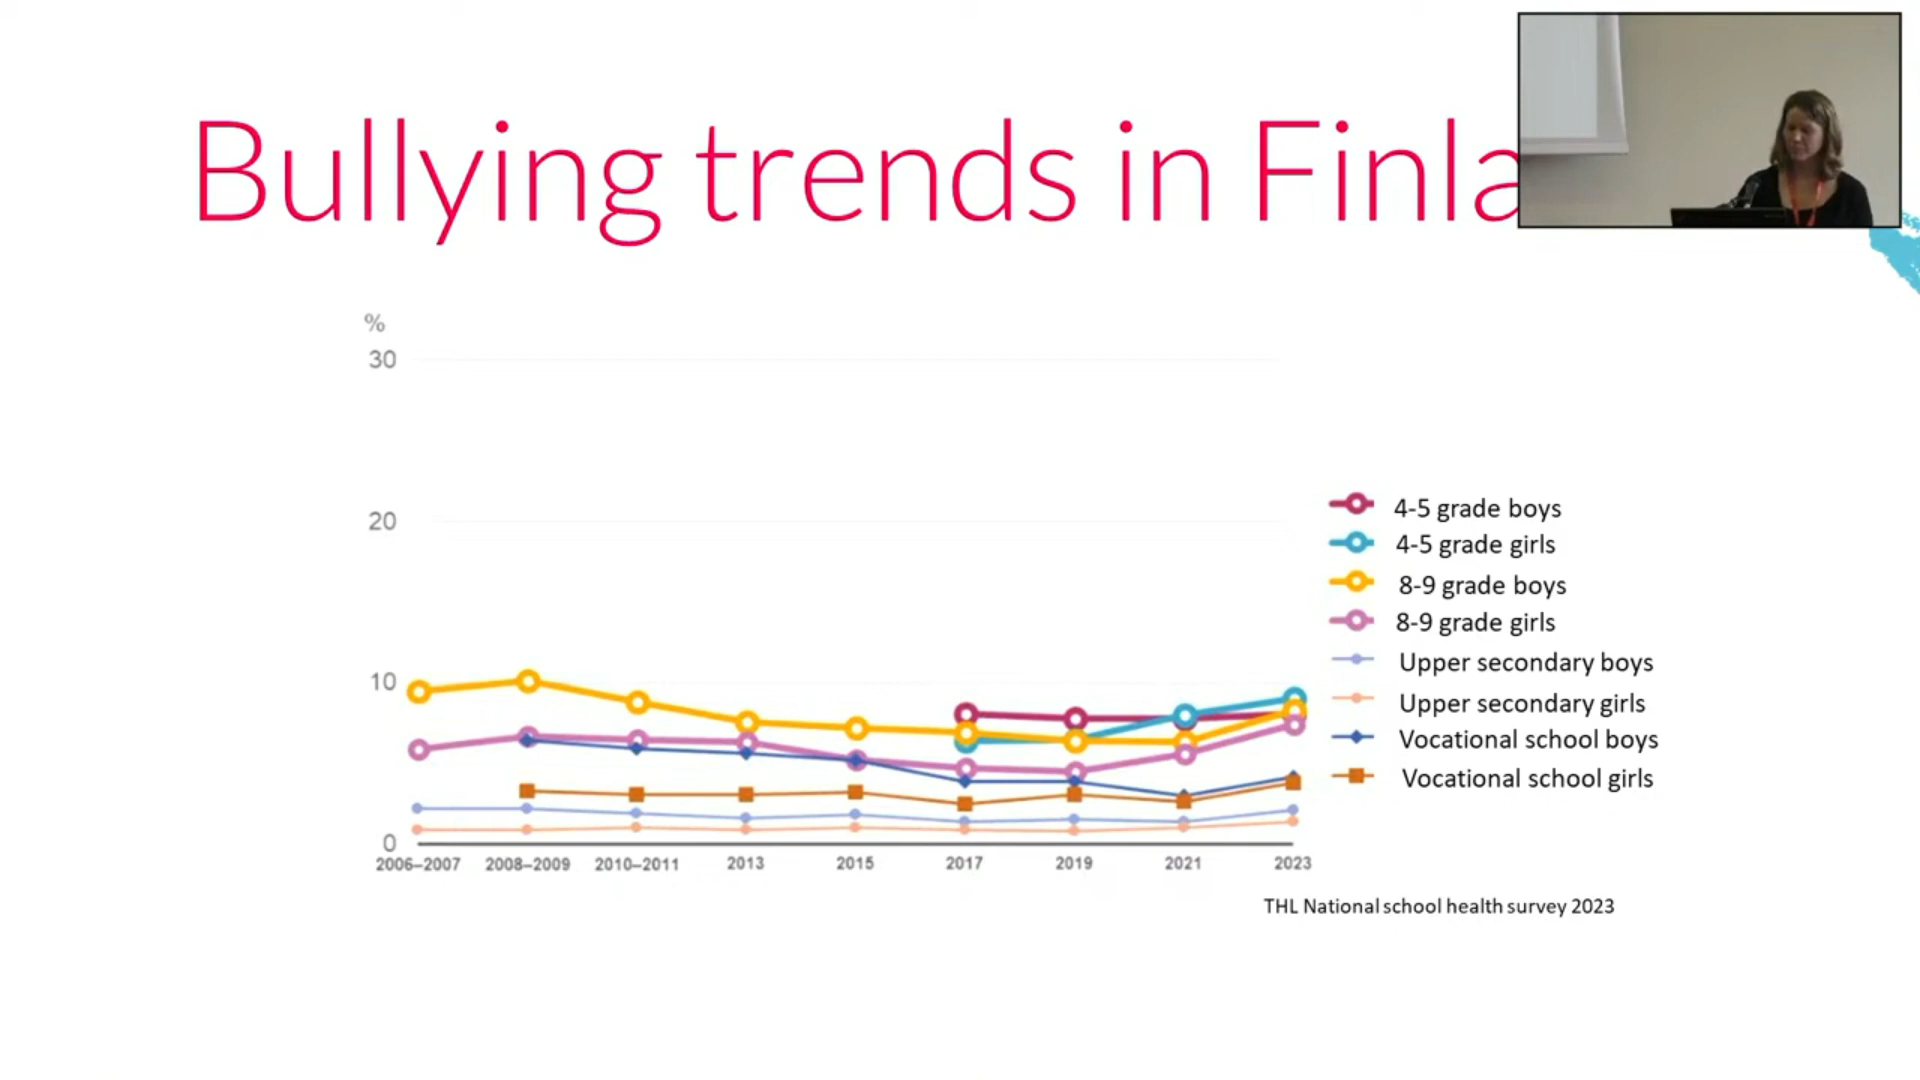 Bullying trends in Finla
%
30
20
10
0
2006–2007 2008–2009 2010–2011 2013 2015 2017 2019 2021 2023
4-5 grade boys
4-5 grade girls
8-9 grade boys
8-9 grade girls
Upper secondary boys
Upper secondary girls
Vocational school boys
Vocational school girls
THL National school health survey 2023